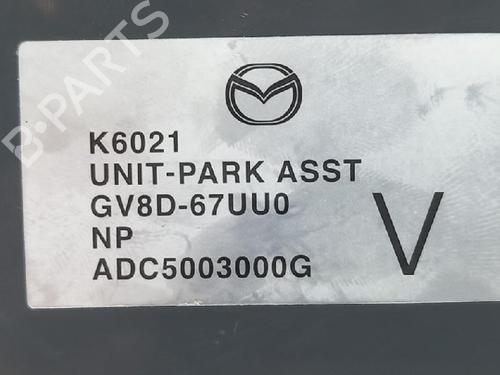 B-PARTS
K6021
UNIT-PARK ASST
GV8D-67UU0
NP
ADC5003000G
V